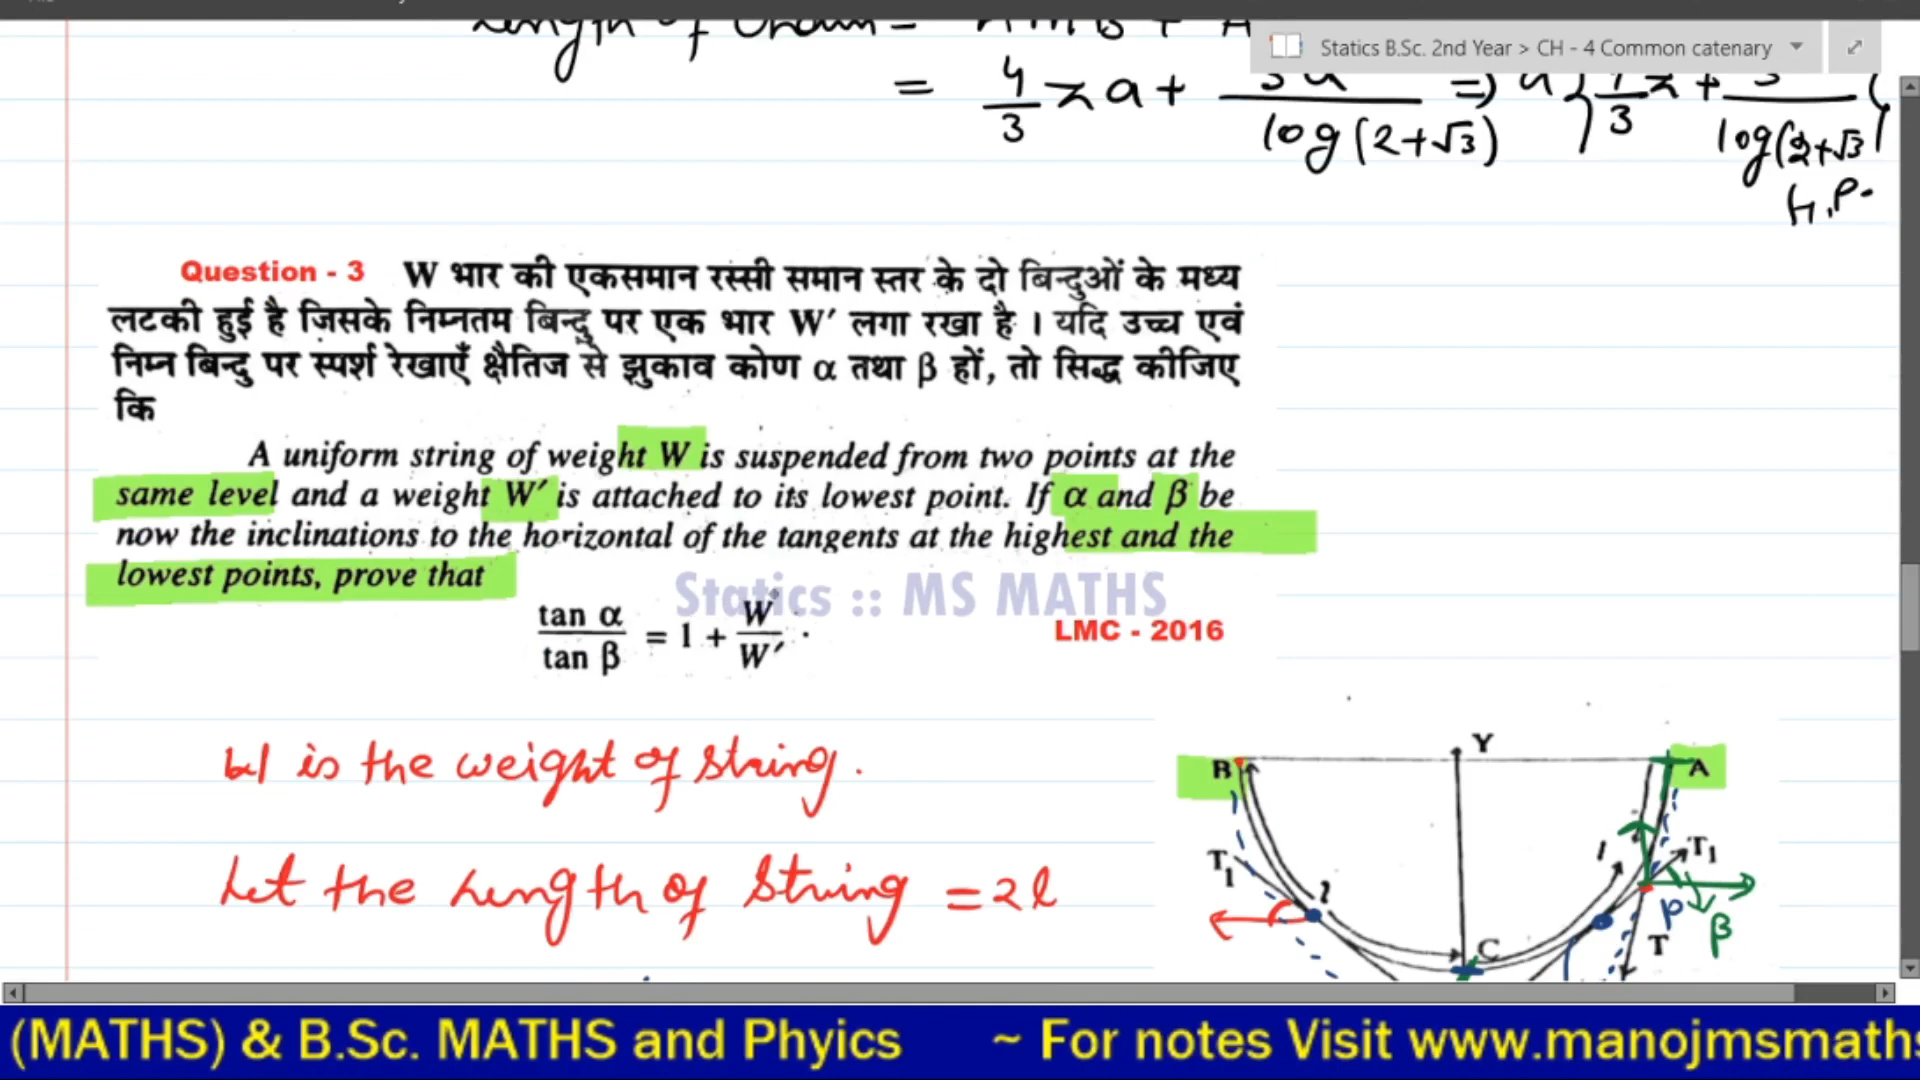 Length of Chain =
Statics B.Sc. 2nd Year > CH - 4 Common catenary
= 4/3 π a + / log(2+√3) => a { /3 π + / log(2+√3)
H.P.
Question - 3 W भार की एकसमान रस्सी समान स्तर के दो बिन्दुओं के मध्य
लटकी हुई है जिसके निम्नतम बिन्दु पर एक भार W′ लगा रखा है । यदि उच्च एवं
निम्न बिन्दु पर स्पर्श रेखाएँ क्षैतिज से झुकाव कोण α तथा β हों, तो सिद्ध कीजिए
कि
A uniform string of weight W is suspended from two points at the
same level and a weight W′ is attached to its lowest point. If α and β be
now the inclinations to the horizontal of the tangents at the highest and the
lowest points, prove that
Statics :: MS MATHS
tan α / tan β = 1 + W / W′ .
LMC - 2016
W is the weight of string.
Let the Length of String = 2l
Y
B A
T₁ l l T₁
P β
C T
(MATHS) & B.Sc. MATHS and Phyics ~ For notes Visit www.manojmsmaths